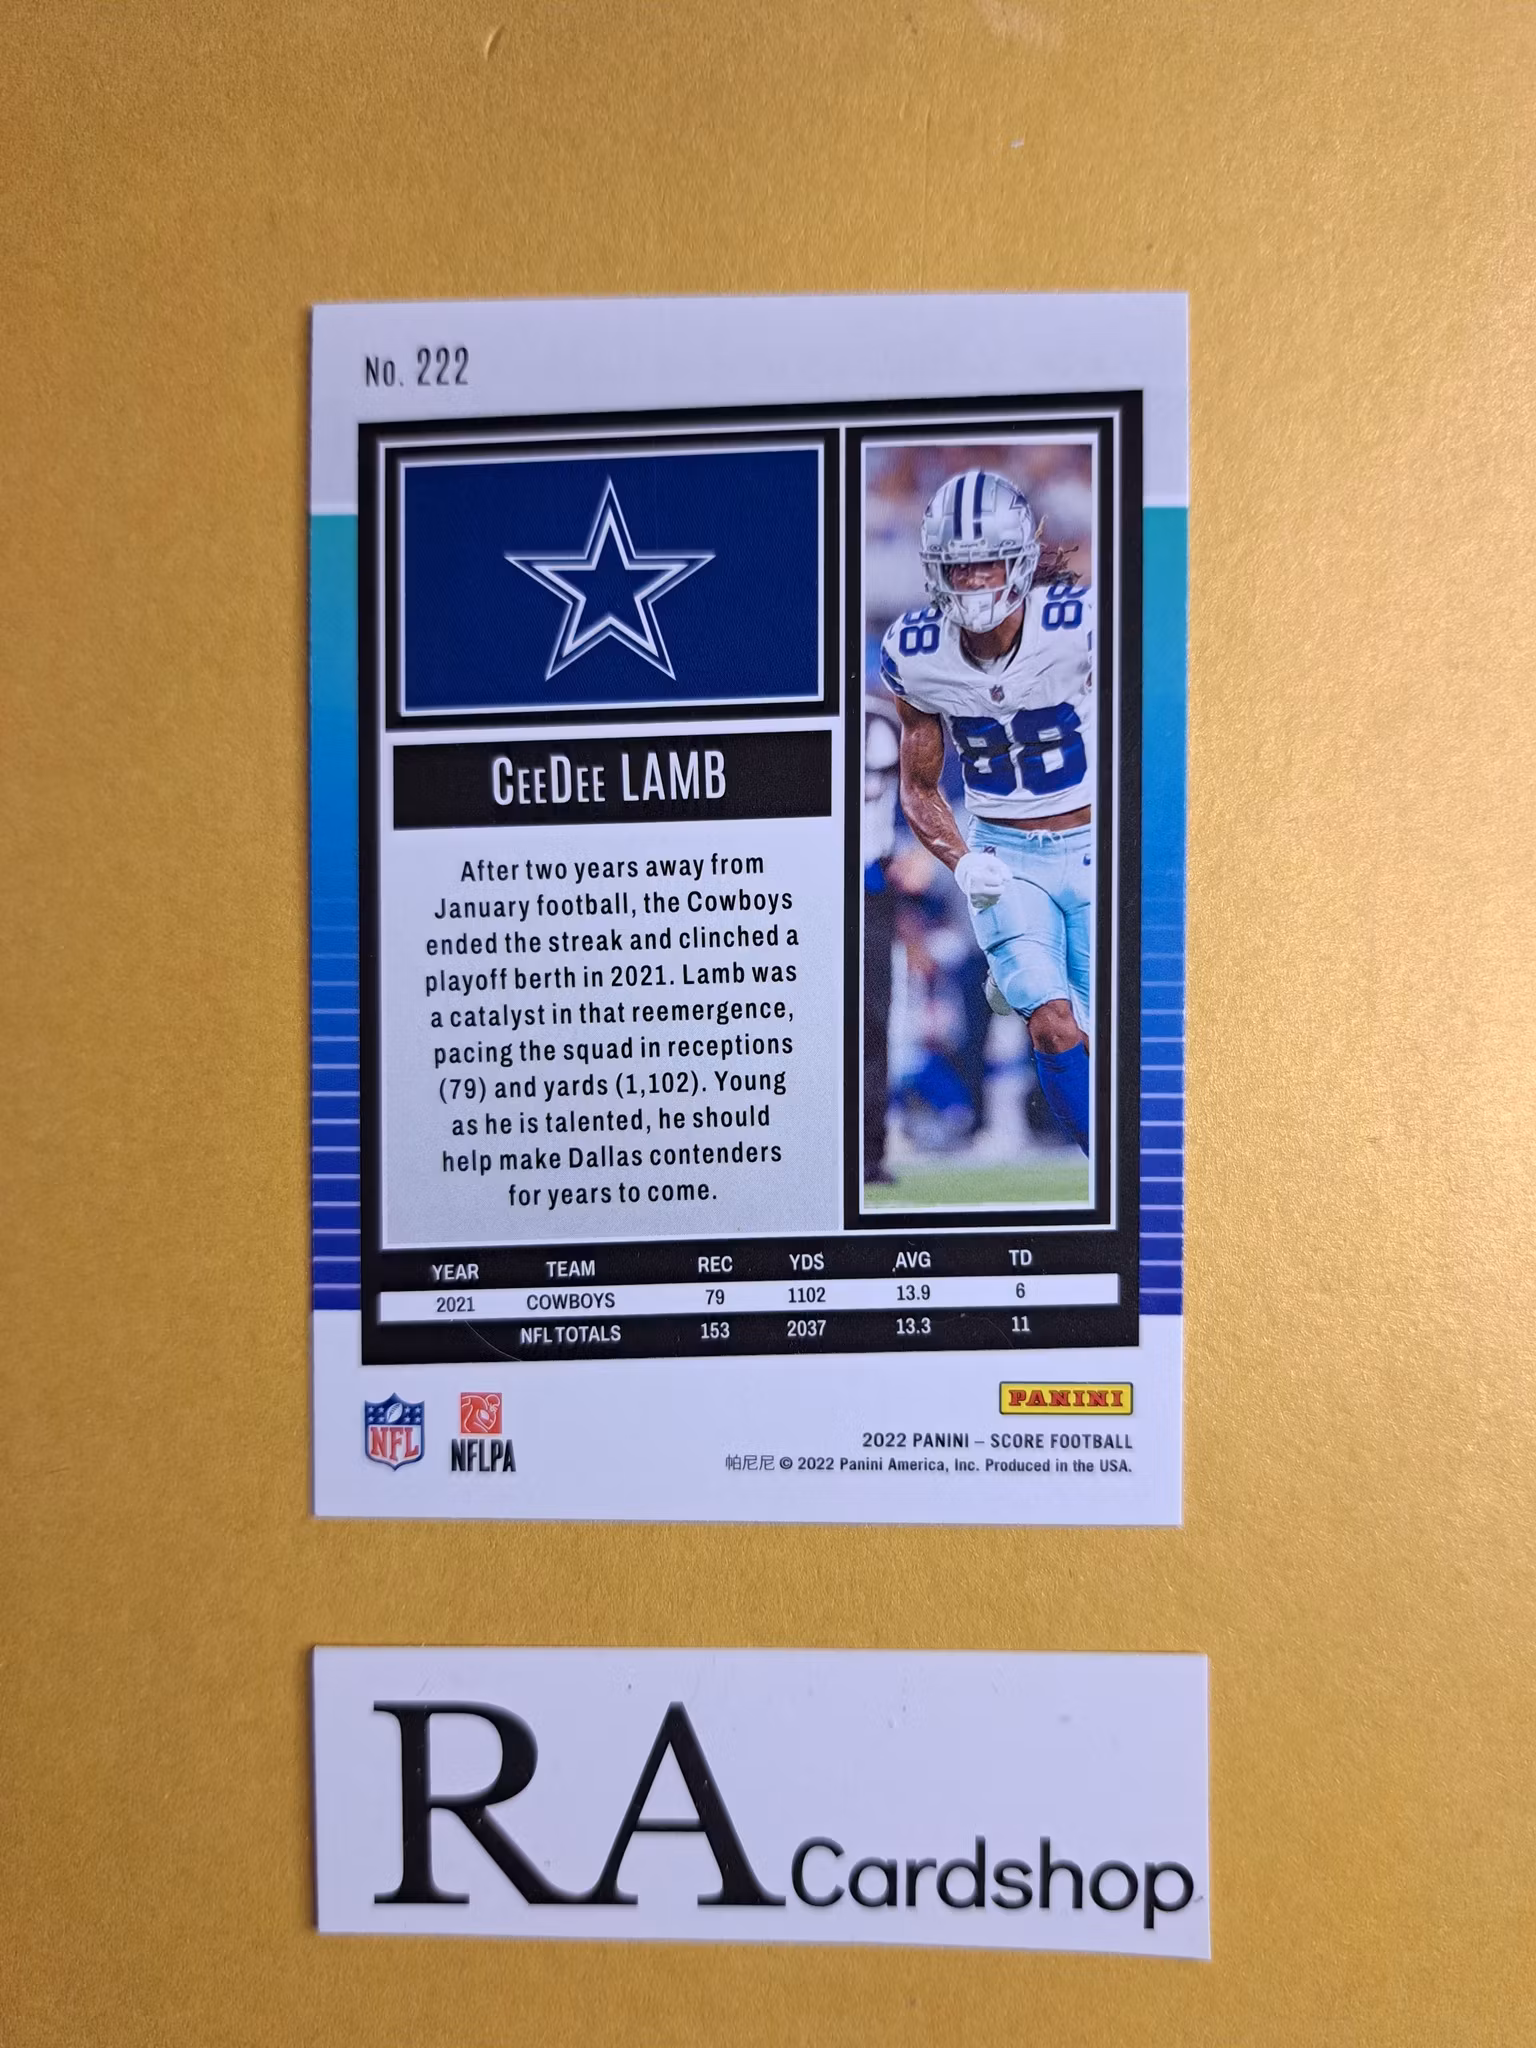 No. 222
CEEDEE LAMB
After two years away from
January football, the Cowboys
ended the streak and clinched a
playoff berth in 2021. Lamb was
a catalyst in that reemergence,
pacing the squad in receptions
(79) and yards (1,102). Young
as he is talented, he should
help make Dallas contenders
for years to come.
88
88
88
YEAR TEAM REC YDS AVG TD
2021 COWBOYS 79 1102 13.9 6
NFL TOTALS 153 2037 13.3 11
NFL
NFLPA
PANINI
2022 PANINI – SCORE FOOTBALL
帕尼尼 © 2022 Panini America, Inc. Produced in the USA.
RA Cardshop